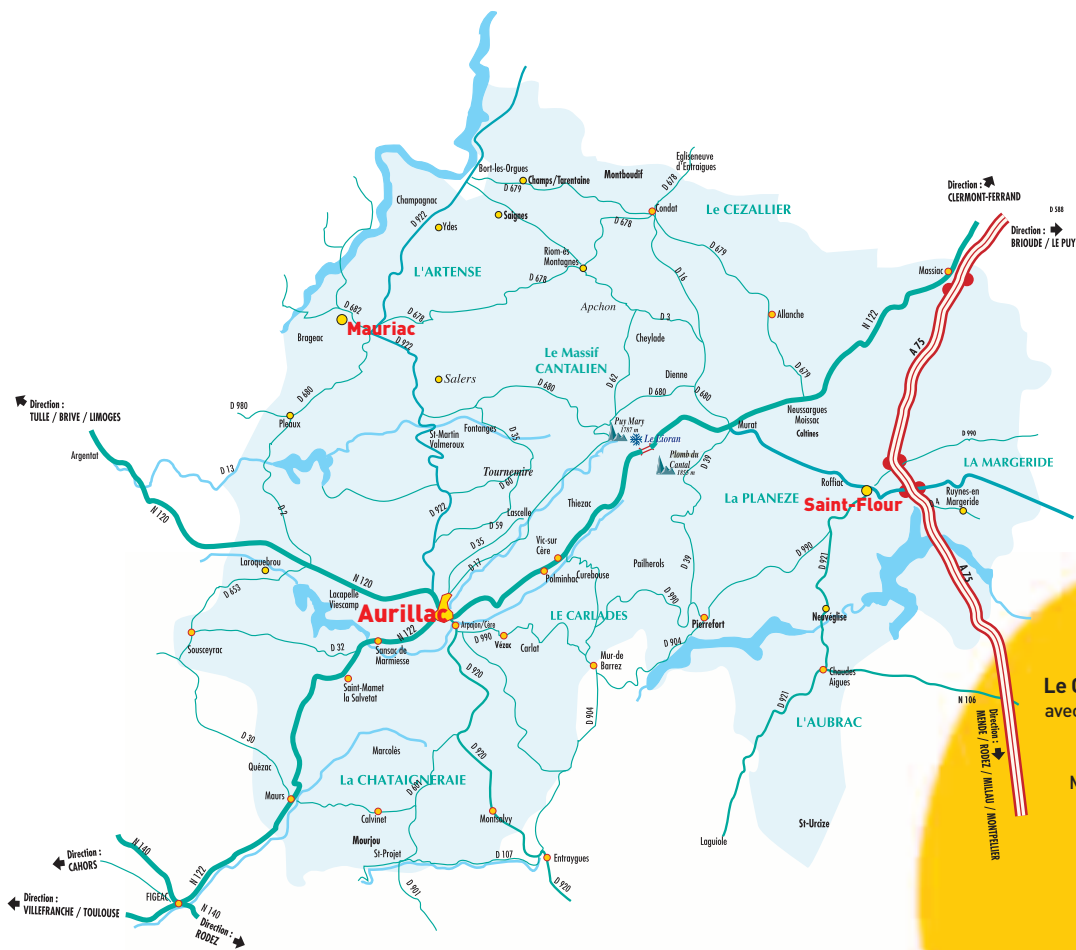 Bort-les-Orgues
Champs/Tarentaine
D 679
Montboudif
Egliseneuve
d'Entraigues
D 678
Champagnac
D 922
Ydes
Saignes
Condat
D 678
Le CEZALLIER
Direction :
CLERMONT-FERRAND
D 588
Direction :
BRIOUDE / LE PUY
L'ARTENSE
Riom-ès
Montagnes
D 678
D 679
D 16
Massiac
D 682
Mauriac
D 678
Brageac
D 922
Apchon
D 3
Cheylade
Allanche
N 122
A 75
Le Massif
CANTALIEN
Salers
D 680
D 62
Dienne
D 680
D 680
D 679
Direction :
TULLE / BRIVE / LIMOGES
D 980
D 680
Pleaux
Fontanges
D 35
St-Martin
Valmeroux
Puy Mary
1787 m
Le Lioran
Murat
Neussargues
Moissac
Coltines
D 990
Argentat
D 13
Tournemire
D 60
Plomb du
Cantal
1858 m
D 39
LA MARGERIDE
Roffiac
Ruynes-en
Margeride
D 4
La PLANEZE
Saint-Flour
N 120
D 2
D 922
Lascelle
D 59
Thiezac
Vic-sur
Cère
D 35
D 17
Polminhac
Curebouse
Pailherols
D 39
D 990
D 921
A75
Laroquebrou
D 653
Lacapelle
Viescamp
N 120
Aurillac
N 122
Arpajon/Cère
D 990
Vézac
Carlat
LE CARLADES
D 990
Pierrefort
D 904
Neuvéglise
Sousceyrac
D 32
Sansac de
Marmiesse
Mur-de
Barrez
Chaudes
Aigues
Saint-Mamet
la Salvetat
D 920
D 904
D 921
L'AUBRAC
N 106
Direction :
MENDE / RODEZ / MILLAU / MONTPELLIER
D 30
Quézac
Marcolès
D 920
La CHATAIGNERAIE
D 601
Maurs
Calvinet
Montsalvy
St-Urcize
Laguiole
Mourjou
St-Projet
D 107
Entraygues
D 901
D 920
N 140
Direction :
CAHORS
N 122
FIGEAC
Direction :
VILLEFRANCHE / TOULOUSE
N 140
Direction :
RODEZ
Le
avec